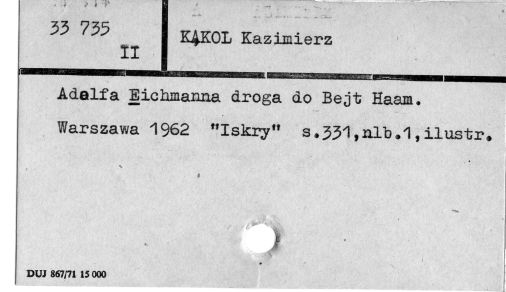 33 735
II
KĄKOL Kazimierz
Adolfa Eichmanna droga do Bejt Haam.
Warszawa 1962 "Iskry" s.331,nlb.1,ilustr.
DUJ 867/71 15 000